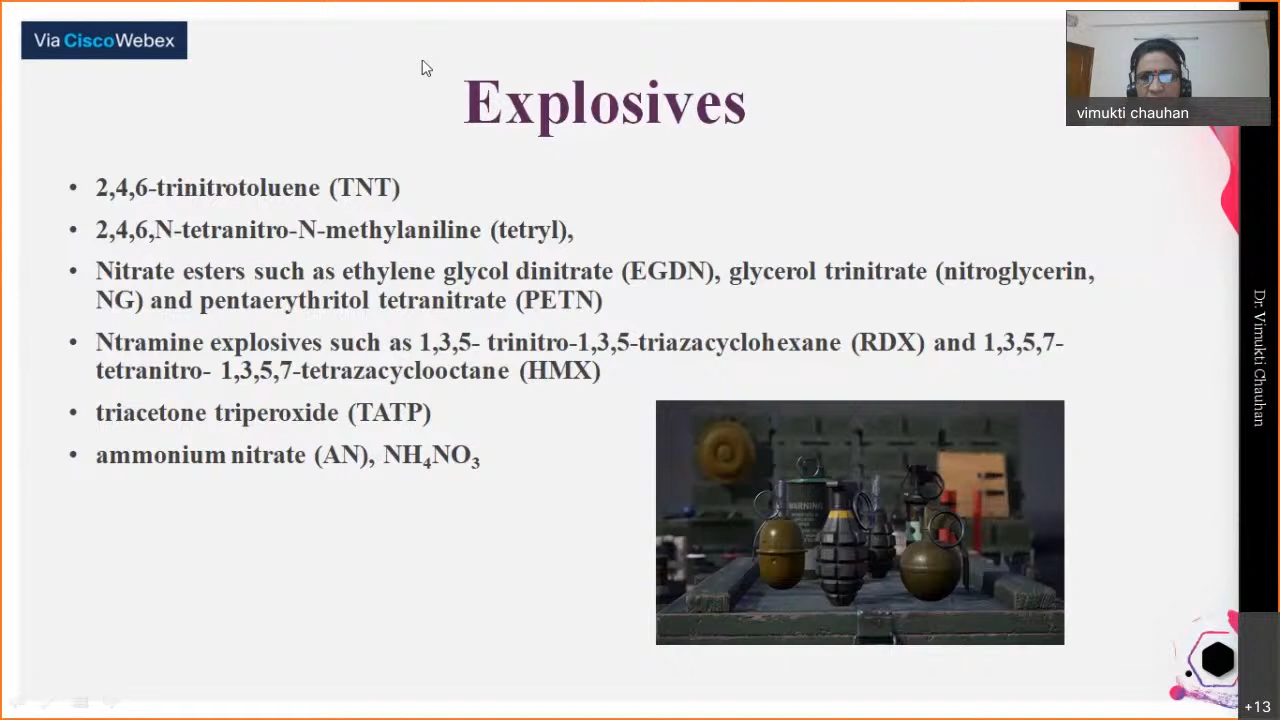 Via CiscoWebex
Explosives
vimukti chauhan
• 2,4,6-trinitrotoluene (TNT)
• 2,4,6,N-tetranitro-N-methylaniline (tetryl),
• Nitrate esters such as ethylene glycol dinitrate (EGDN), glycerol trinitrate (nitroglycerin,
NG) and pentaerythritol tetranitrate (PETN)
• Ntramine explosives such as 1,3,5- trinitro-1,3,5-triazacyclohexane (RDX) and 1,3,5,7-
tetranitro- 1,3,5,7-tetrazacyclooctane (HMX)
• triacetone triperoxide (TATP)
• ammonium nitrate (AN), NH₄NO₃
WARNING
Dr. Vimukti Chauhan
+13